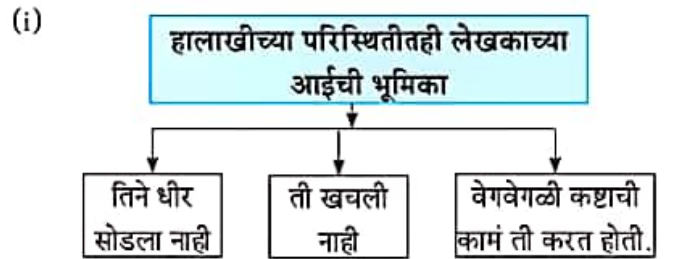 (i)
हालाखीच्या परिस्थितीतही लेखकाच्या
आईची भूमिका
तिने धीर
सोडला नाही
ती खचली
नाही
वेगवेगळी कष्टाची
कामं ती करत होती.